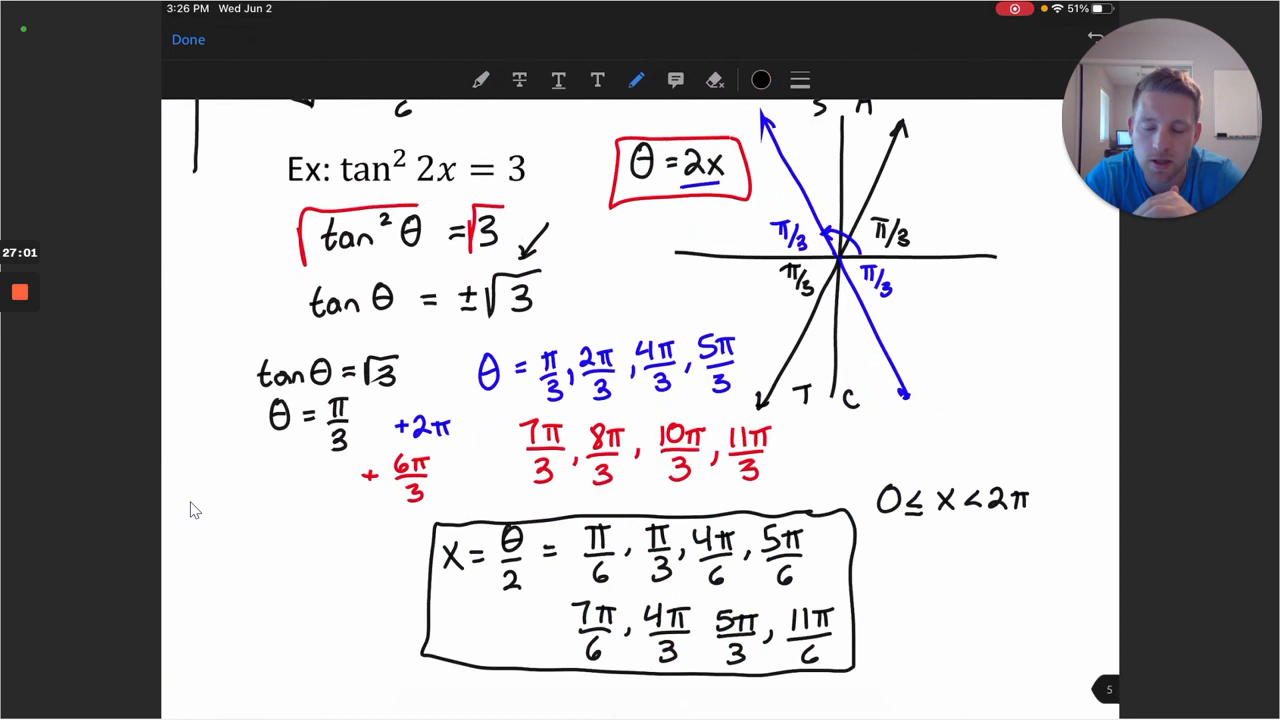 3:26 PM Wed Jun 2
51%
Done
6
S A
Ex: tan² 2x = 3
θ = 2x
tan² θ = √3
27:01
π/3 π/3
π/3 π/3
tan θ = ±√3
tanθ = √3
θ = π/3, 2π/3, 4π/3, 5π/3
T C
θ = π/3 +2π
7π/3, 8π/3, 10π/3, 11π/3
+ 6π/3
0 ≤ x < 2π
x = θ/2 = π/6, π/3, 4π/6, 5π/6
7π/6, 4π/3 5π/3, 11π/6
5